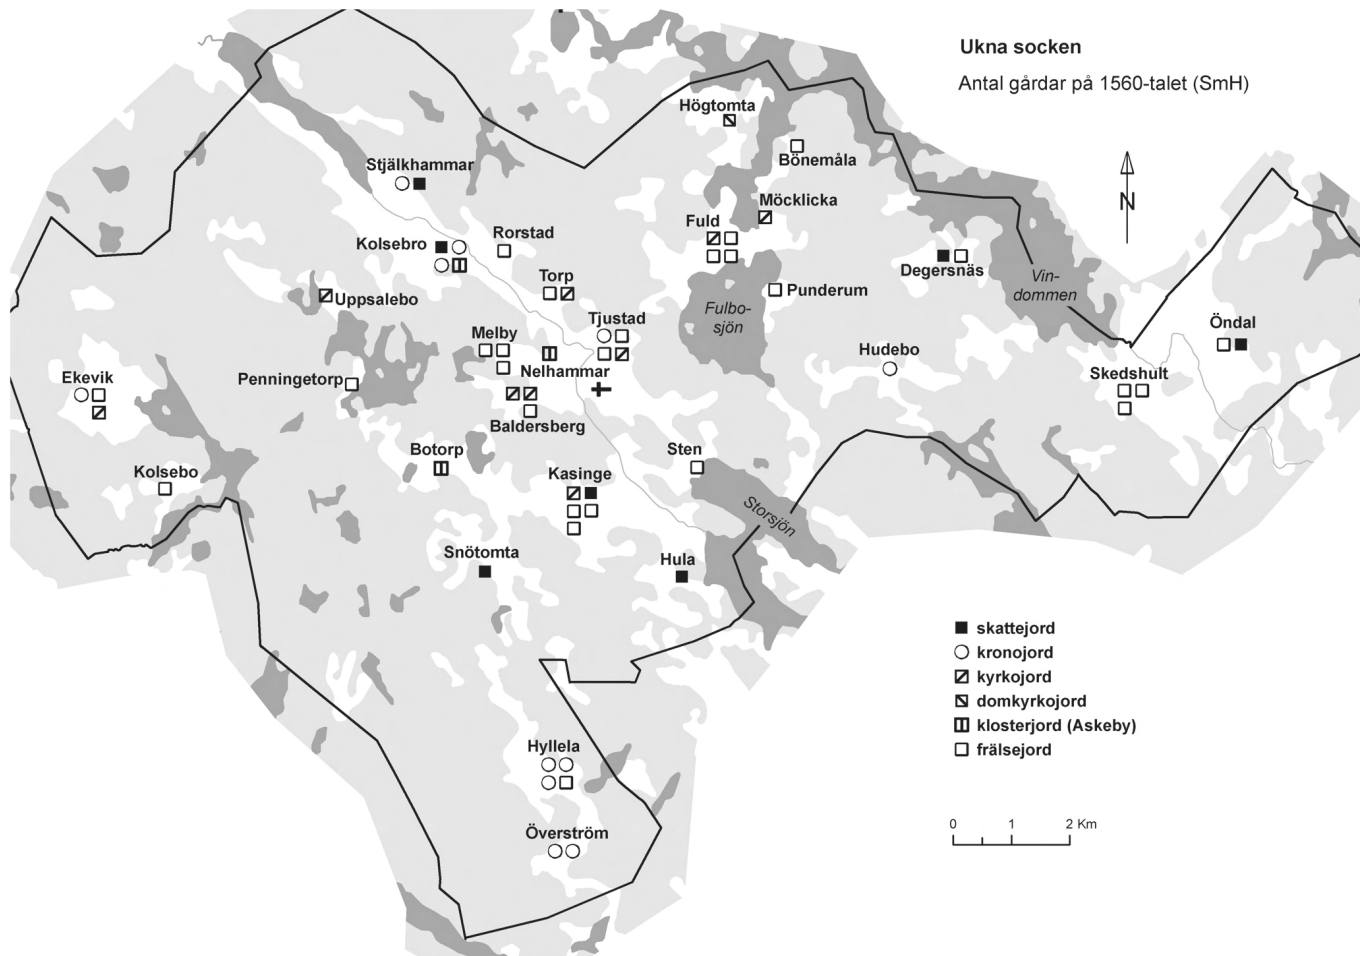 Ukna socken
Antal gårdar på 1560-talet (SmH)
N
Högtomta
Bönemåla
Stjälkhammar
Möcklicka
Fuld
Kolsebro
Rorstad
Degersnäs
Vin-
dommen
Torp
Uppsalebo
Punderum
Fulbo-
sjön
Tjustad
Öndal
Melby
Hudebo
Nelhammar
Skedshult
Ekevik
Penningetorp
Baldersberg
Botorp
Sten
Kolsebo
Kasinge
Storsjön
Snötomta
Hula
skattejord
kronojord
kyrkojord
domkyrkojord
klosterjord (Askeby)
frälsejord
Hyllela
Överström
0 1 2 Km